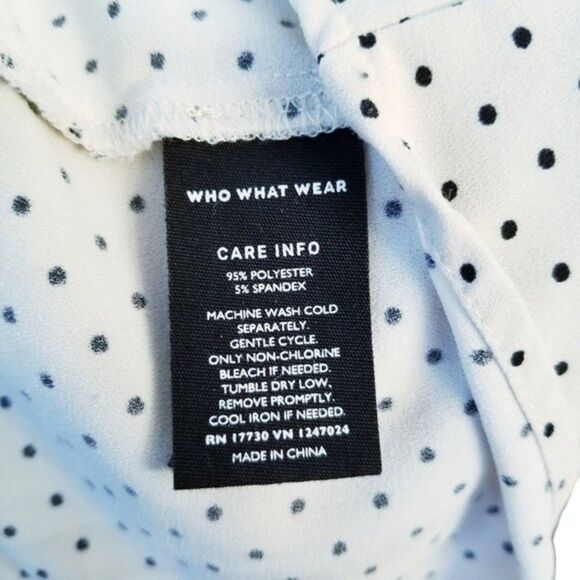 WHO WHAT WEAR
CARE INFO
95% POLYESTER
5% SPANDEX
MACHINE WASH COLD
SEPARATELY.
GENTLE CYCLE.
ONLY NON-CHLORINE
BLEACH IF NEEDED.
TUMBLE DRY LOW,
REMOVE PROMPTLY.
COOL IRON IF NEEDED.
RN 17730 VN 1247024
MADE IN CHINA